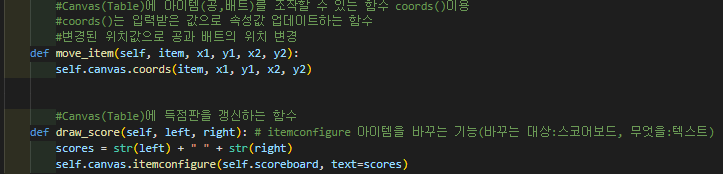 #Canvas(Table)에 아이템(공,배트)를 조작할 수 있는 함수 coords()이용
#coords()는 입력받은 값으로 속성값 업데이트하는 함수
#변경된 위치값으로 공과 배트의 위치 변경
def move_item(self, item, x1, y1, x2, y2):
self.canvas.coords(item, x1, y1, x2, y2)
#Canvas(Table)에 득점판을 갱신하는 함수
def draw_score(self, left, right): # itemconfigure 아이템을 바꾸는 기능(바꾸는 대상:스코어보드, 무엇을:텍스트)
scores = str(left) + " " + str(right)
self.canvas.itemconfigure(self.scoreboard, text=scores)